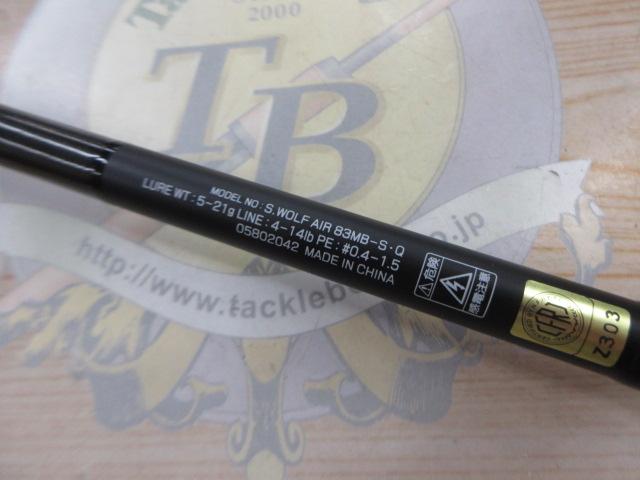 2000
TB
http://www.tackleb
.jp
MODEL NO : S.WOLF AIR 83MB-S・Q
LURE WT : 5-21g LINE : 4-14lb PE : #0.4-1.5
05802042 MADE IN CHINA
危険
感電注意
CFRP
Z303